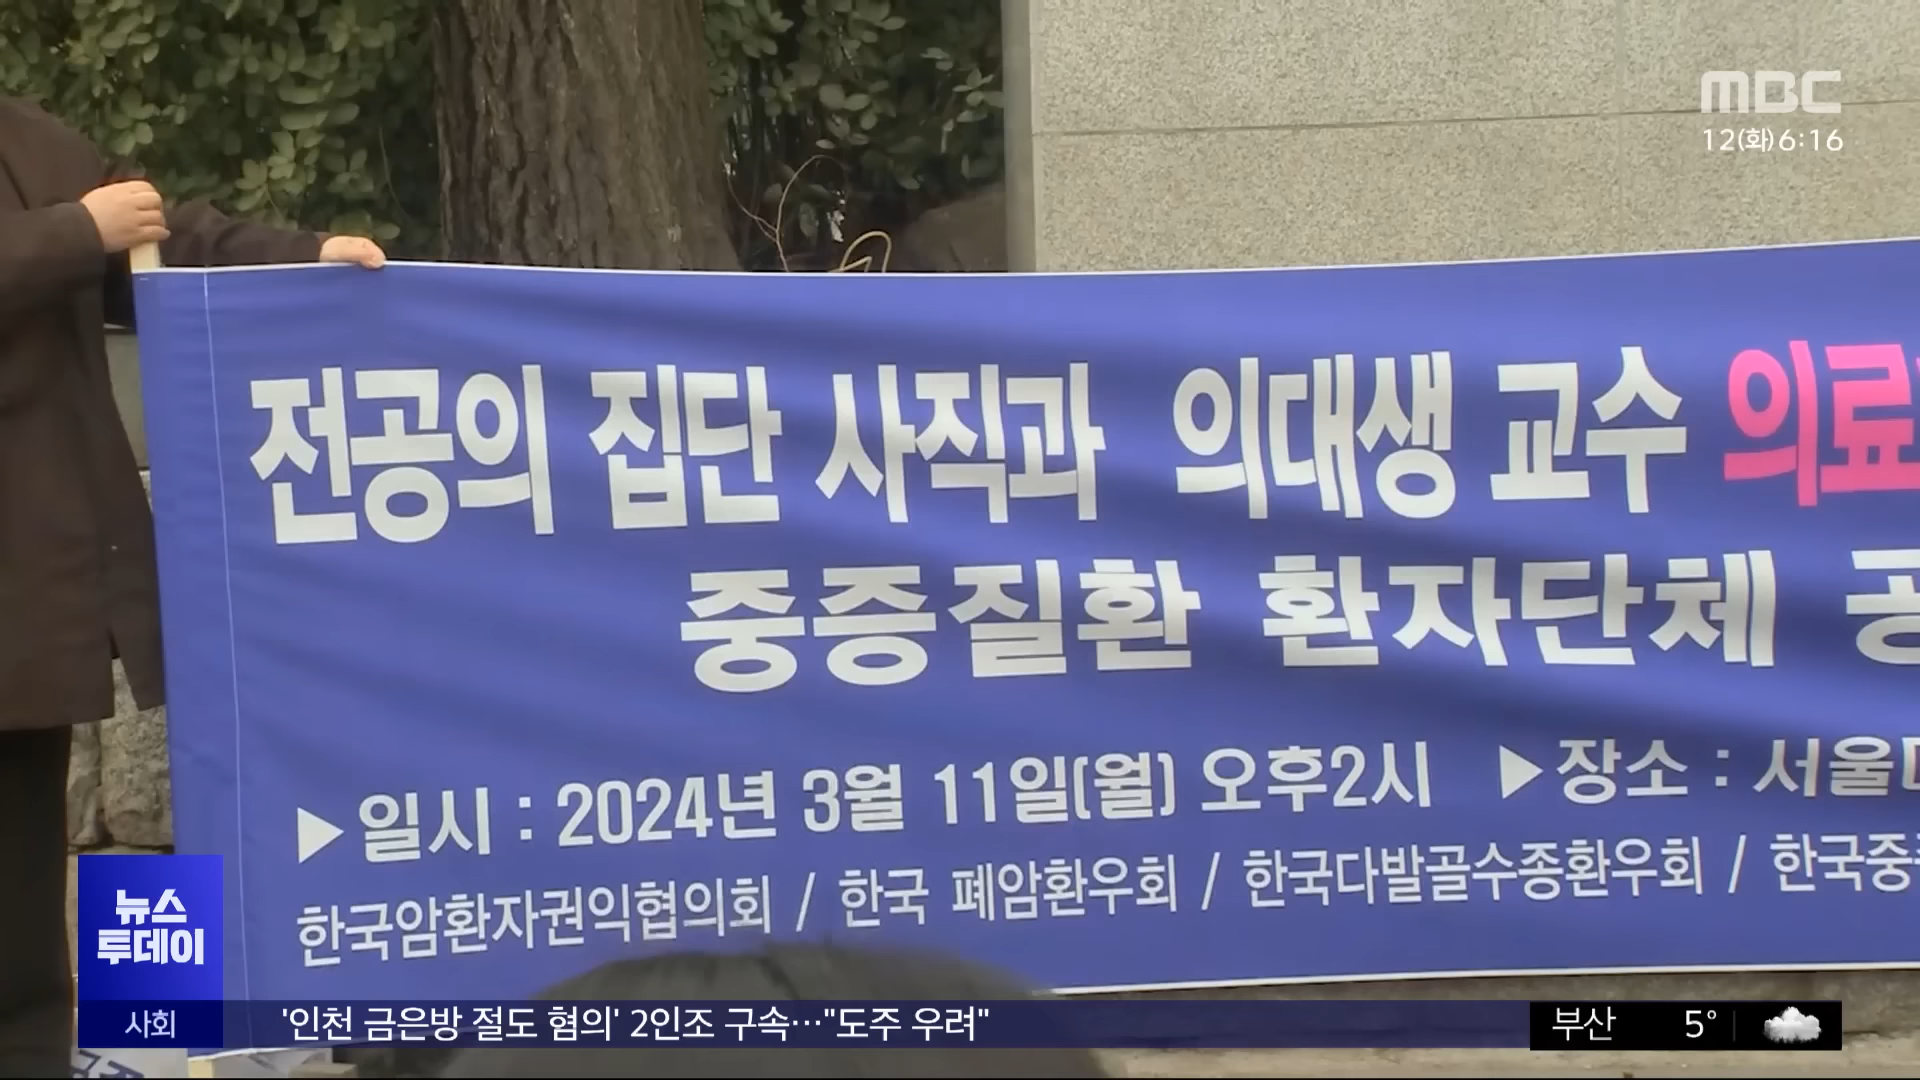 MBC
12(화)6:16
전공의 집단 사직과 의대생 교수
중증질환 환자단체
▶일시 : 2024년 3월 11일(월) 오후2시 ▶장소 :
한국암환자권익협의회 / 한국 폐암환우회 / 한국다발골수종환우회 /
뉴스
투데이
사회
'인천 금은방 절도 혐의' 2인조 구속…"도주 우려"
부산 5°